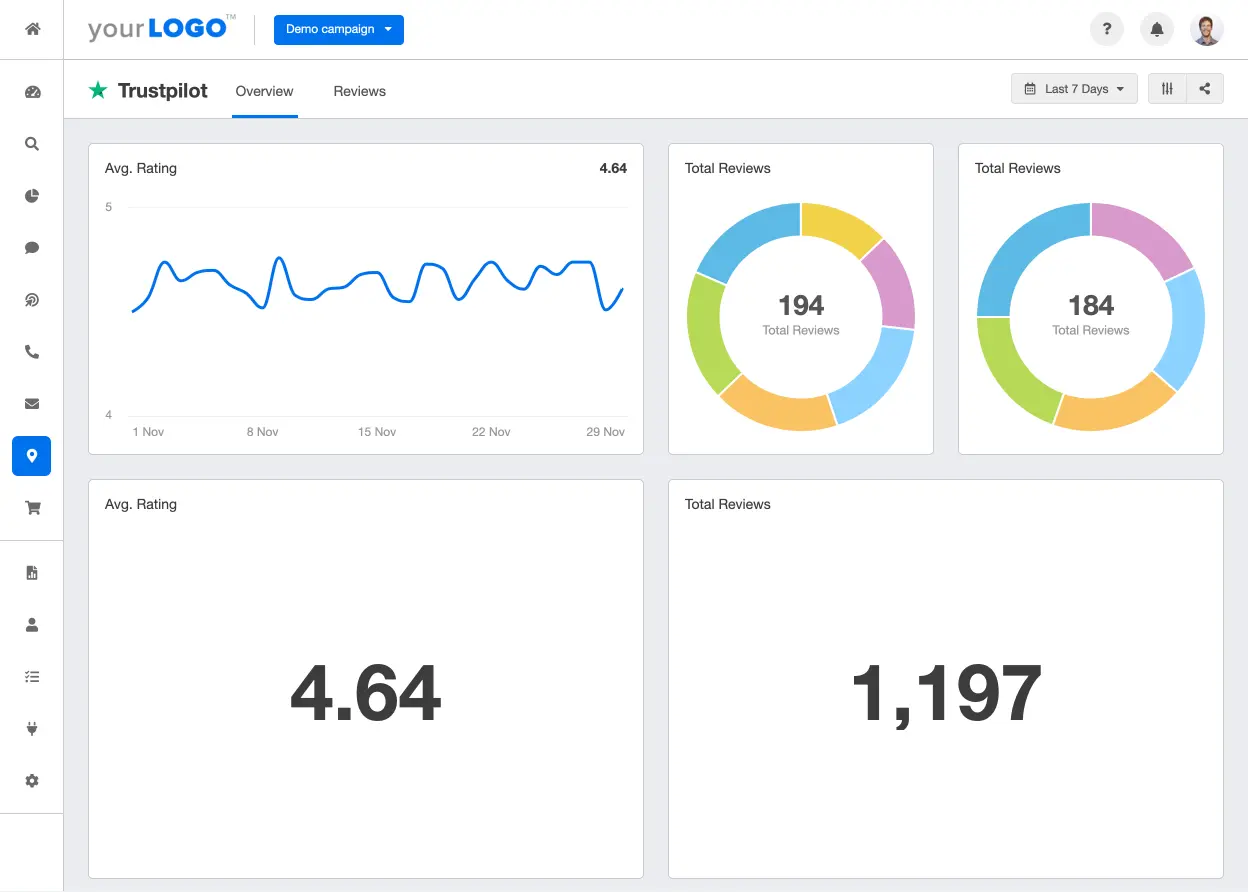 yourLOGO™
Demo campaign
?
Trustpilot
Overview
Reviews
Last 7 Days
Avg. Rating
4.64
5
4
1 Nov
8 Nov
15 Nov
22 Nov
29 Nov
Total Reviews
194
Total Reviews
Total Reviews
184
Total Reviews
Avg. Rating
4.64
Total Reviews
1,197